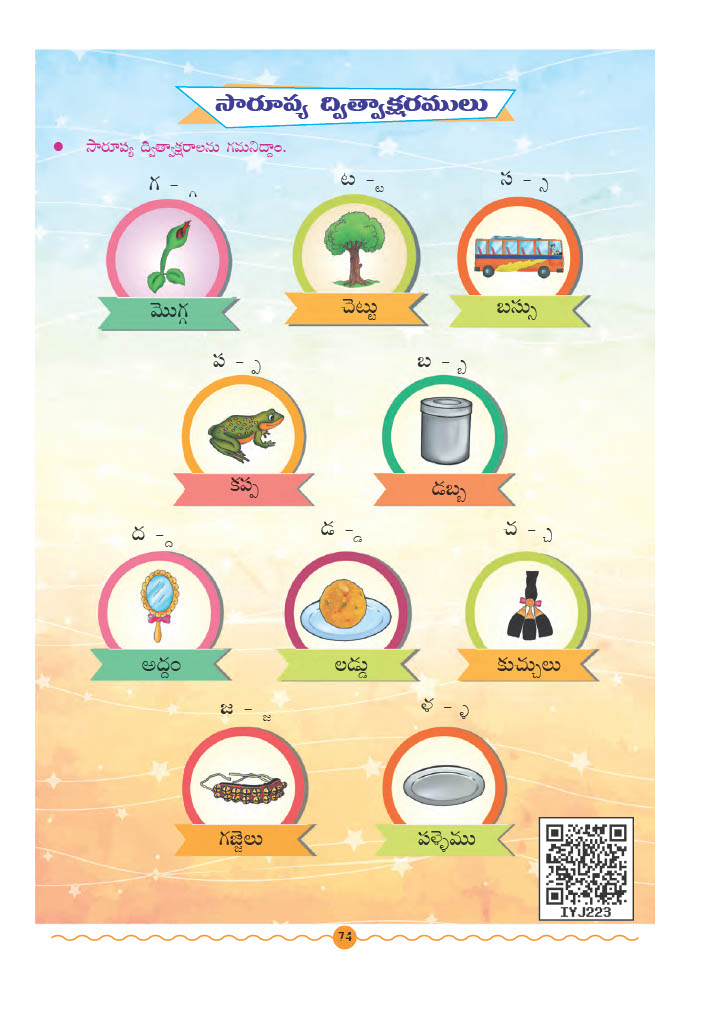 సారూప్య ద్విత్వాక్షరములు
• సారూప్య ద్విత్వాక్షరాలను గమనిద్దాం.
గ - ్గ ట - ్ట స - ్స
మొగ్గ చెట్టు బస్సు
ప - ్ప బ - ్బ
కప్ప డబ్బ
ద - ్ద డ - ్డ చ - ్చ
అద్దం లడ్డు కుచ్చులు
జ - ్జ ళ - ్ళ
గజ్జెలు పళ్ళెము
IYJ223
74